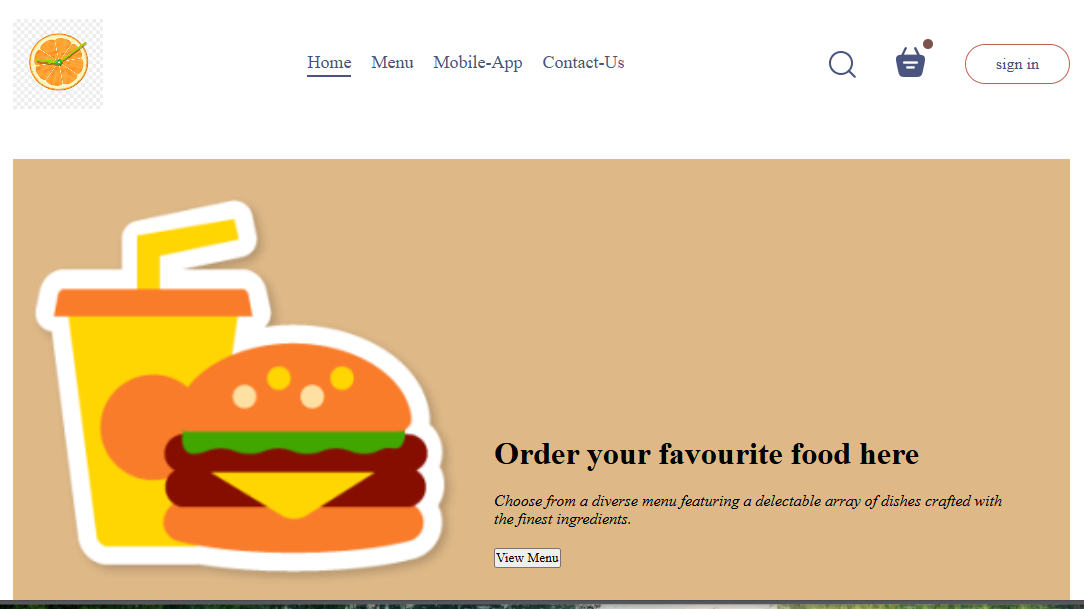 Home Menu Mobile-App Contact-Us sign in
Order your favourite food here
Choose from a diverse menu featuring a delectable array of dishes crafted with
the finest ingredients.
View Menu